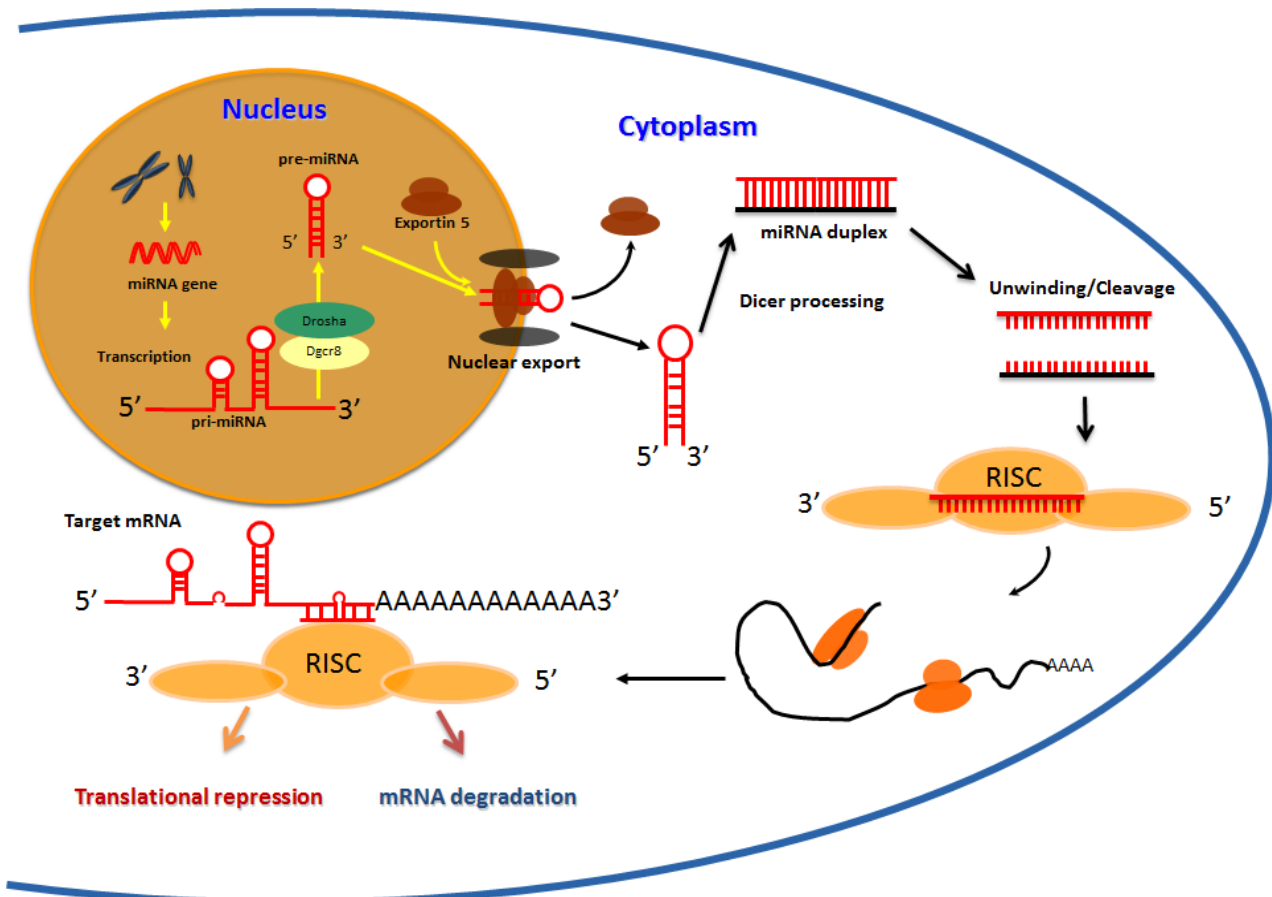 Nucleus
Cytoplasm
pre-miRNA
Exportin 5
5’ 3’
miRNA gene
miRNA duplex
Unwinding/Cleavage
Dicer processing
Drosha
Dgcr8
Transcription
Nuclear export
5’ 3’
pri-miRNA
5’ 3’
RISC
3’ 5’
Target mRNA
5’ AAAAAAAAAAAA3’
RISC
3’ 5’
AAAA
Translational repression
mRNA degradation